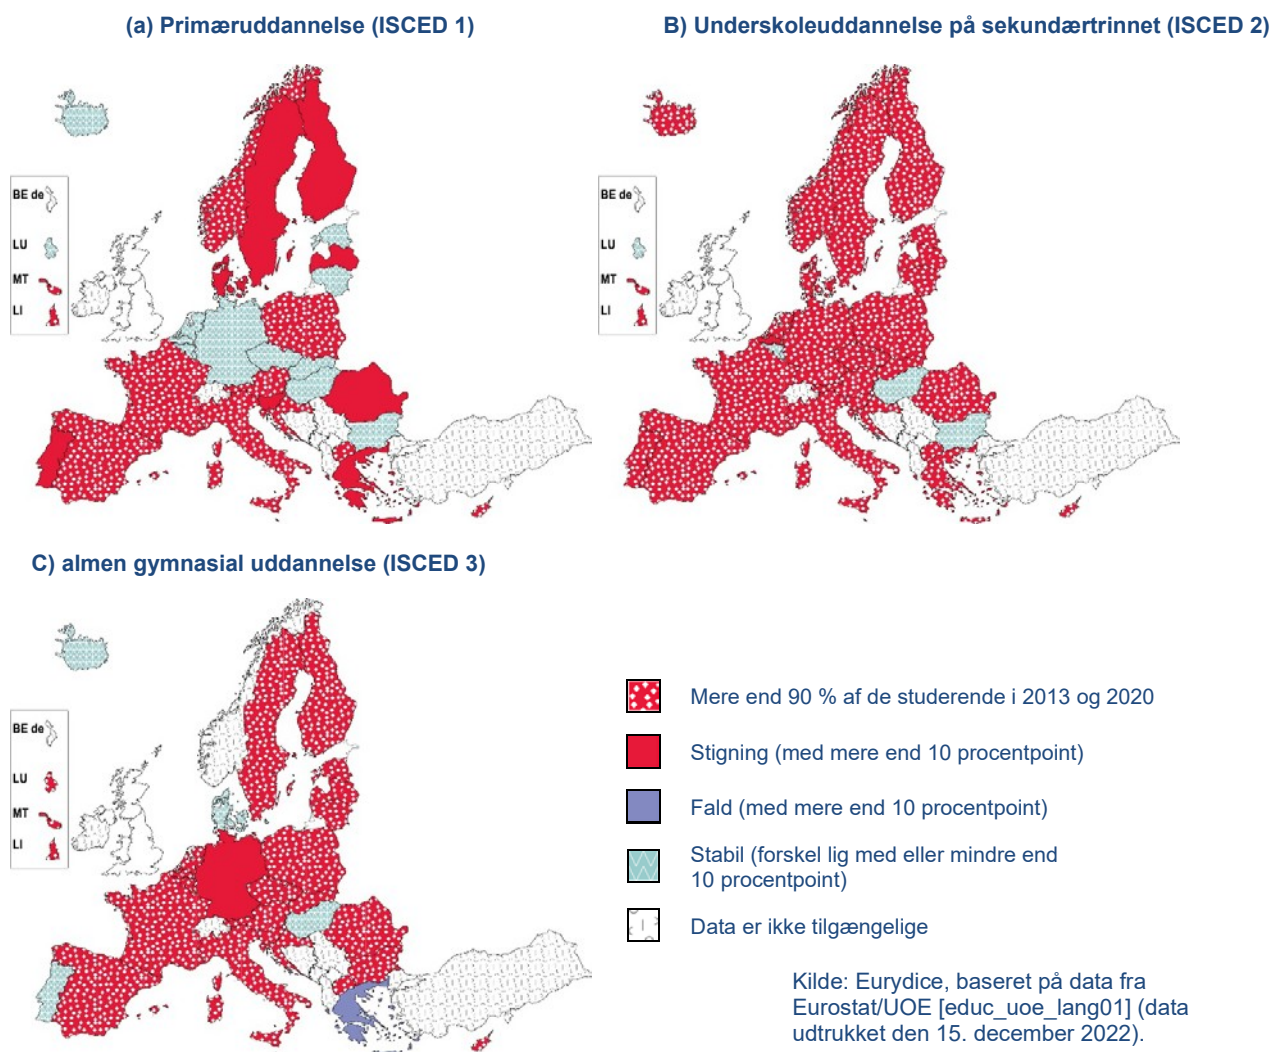 (a) Primæruddannelse (ISCED 1)
B) Underskoleuddannelse på sekundærtrinnet (ISCED 2)
BE de
LU
MT
LI
BE de
LU
MT
LI
C) almen gymnasial uddannelse (ISCED 3)
BE de
LU
MT
LI
Mere end 90 % af de studerende i 2013 og 2020
Stigning (med mere end 10 procentpoint)
Fald (med mere end 10 procentpoint)
Stabil (forskel lig med eller mindre end
10 procentpoint)
Data er ikke tilgængelige
Kilde: Eurydice, baseret på data fra
Eurostat/UOE [educ_uoe_lang01] (data
udtrukket den 15. december 2022).